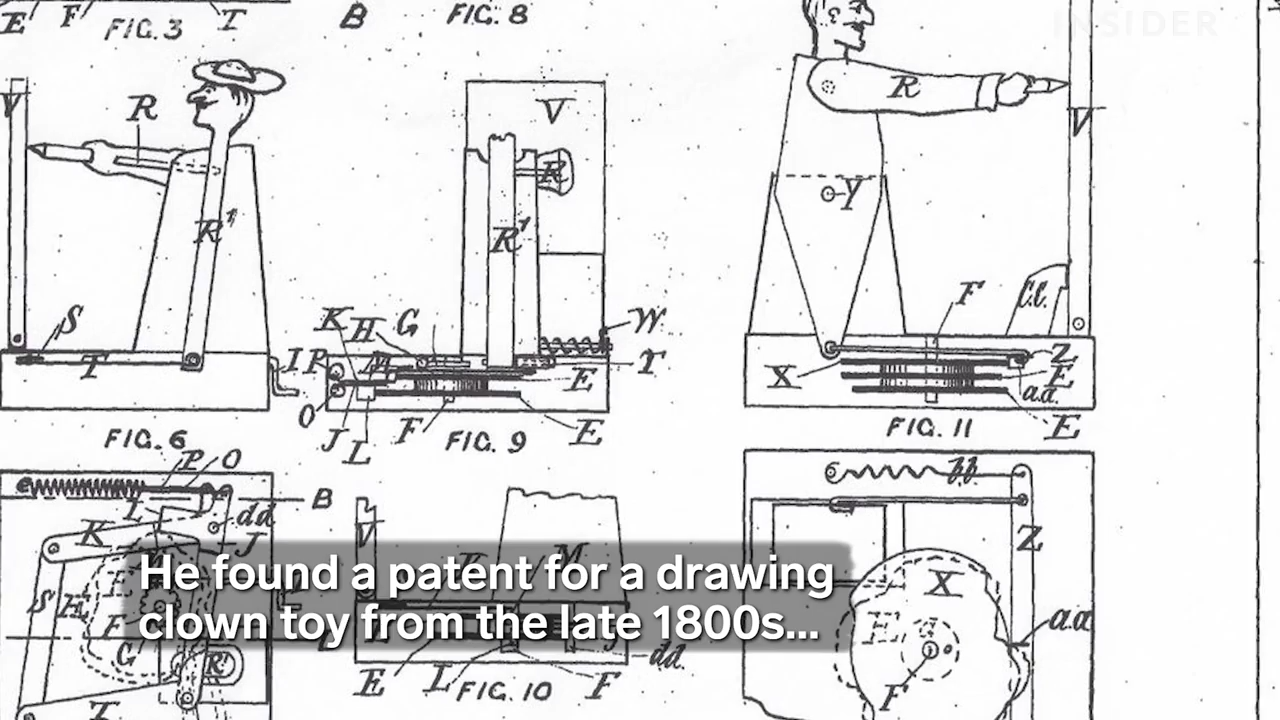 INSIDER
E F FIG. 3 T
B FIG. 8
V R
R'
S
T
I
V
R
R'
K H G
P
W
T
E
O
J L F
E
R
V
Y
F
C.c.
X
Z
E
a.a.
E
FIG. 6
FIG. 9
FIG. 11
P O
L
B
d.d.
K
J
S H
E
F
G
R'
T
V
M
E L F
d.d.
FIG. 10
b.b.
Z
X
E
a.a
F
He found a patent for a drawing
clown toy from the late 1800s...